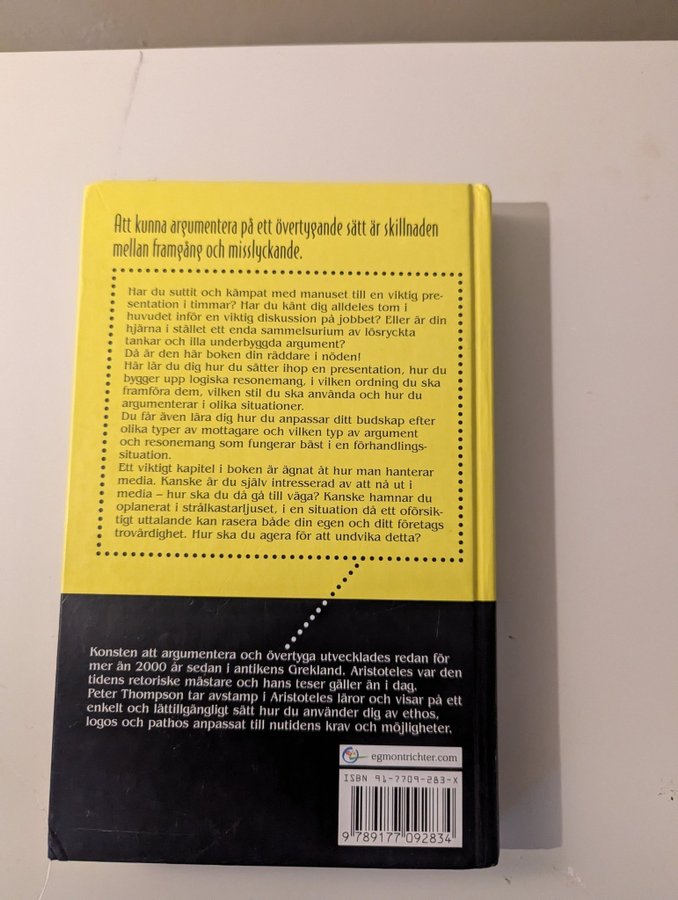 Att kunna argumentera på ett övertygande sätt är skillnaden
mellan framgång och misslyckande.
Har du suttit och kämpat med manuset till en viktig pre-
sentation i timmar? Har du känt dig alldeles tom i
huvudet inför en viktig diskussion på jobbet? Eller är din
hjärna i stället ett enda sammelsurium av lösryckta
tankar och illa underbyggda argument?
Då är den här boken din räddare i nöden!
Här lär du dig hur du sätter ihop en presentation, hur du
bygger upp logiska resonemang, i vilken ordning du ska
framföra dem, vilken stil du ska använda och hur du
argumenterar i olika situationer.
Du får även lära dig hur du anpassar ditt budskap efter
olika typer av mottagare och vilken typ av argument
och resonemang som fungerar bäst i en förhandlings-
situation.
Ett viktigt kapitel i boken är ägnat åt hur man hanterar
media. Kanske är du själv intresserad av att nå ut i
media – hur ska du då gå till väga? Kanske hamnar du
oplanerat i strålkastarljuset, i en situation då ett oförsik-
tigt uttalande kan rasera både din egen och ditt företags
trovärdighet. Hur ska du agera för att undvika detta?
Konsten att argumentera och övertyga utvecklades redan för
mer än 2000 år sedan i antikens Grekland. Aristoteles var den
tidens retoriske mästare och hans teser gäller än i dag.
Peter Thompson tar avstamp i Aristoteles läror och visar på ett
enkelt och lättillgängligt sätt hur du använder dig av ethos,
logos och pathos anpassat till nutidens krav och möjligheter.
egmontrichter.com
ISBN 91-7709-283-X
9 789177 092834